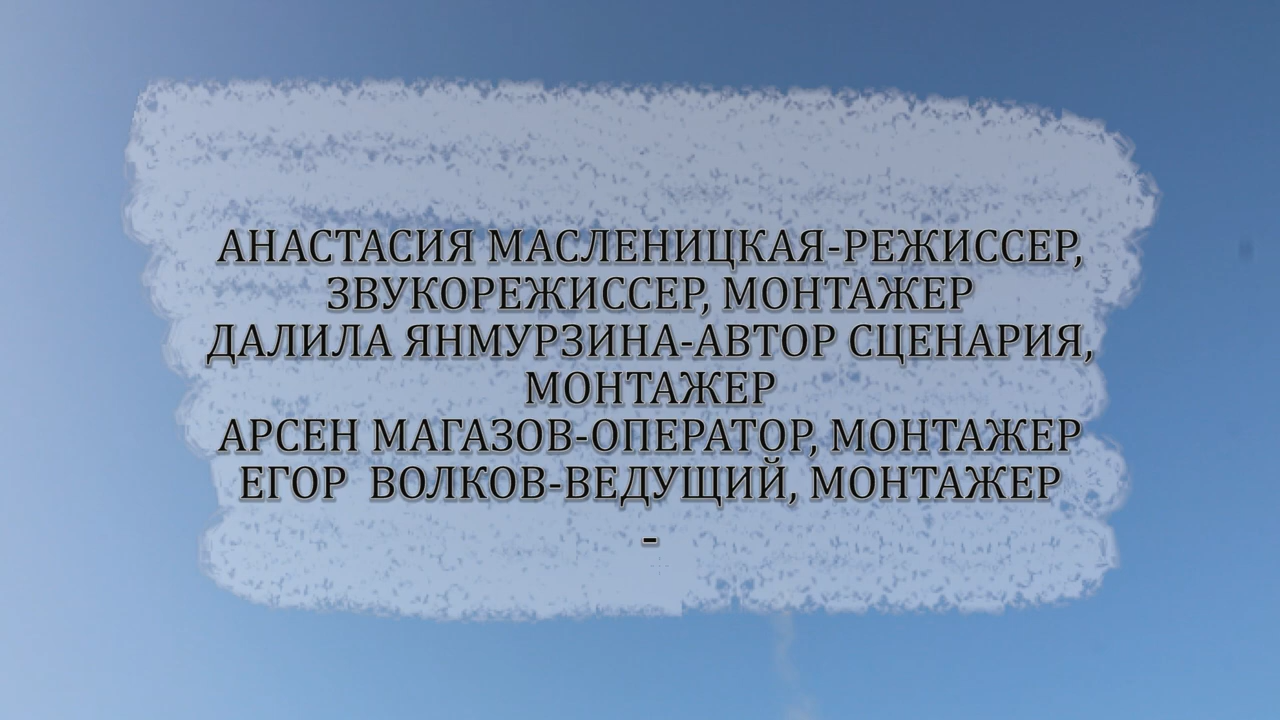 АНАСТАСИЯ МАСЛЕНИЦКАЯ-РЕЖИССЕР,
ЗВУКОРЕЖИССЕР, МОНТАЖЕР
ДАЛИЛА ЯНМУРЗИНА-АВТОР СЦЕНАРИЯ,
МОНТАЖЕР
АРСЕН МАГАЗОВ-ОПЕРАТОР, МОНТАЖЕР
ЕГОР  ВОЛКОВ-ВЕДУЩИЙ, МОНТАЖЕР
-